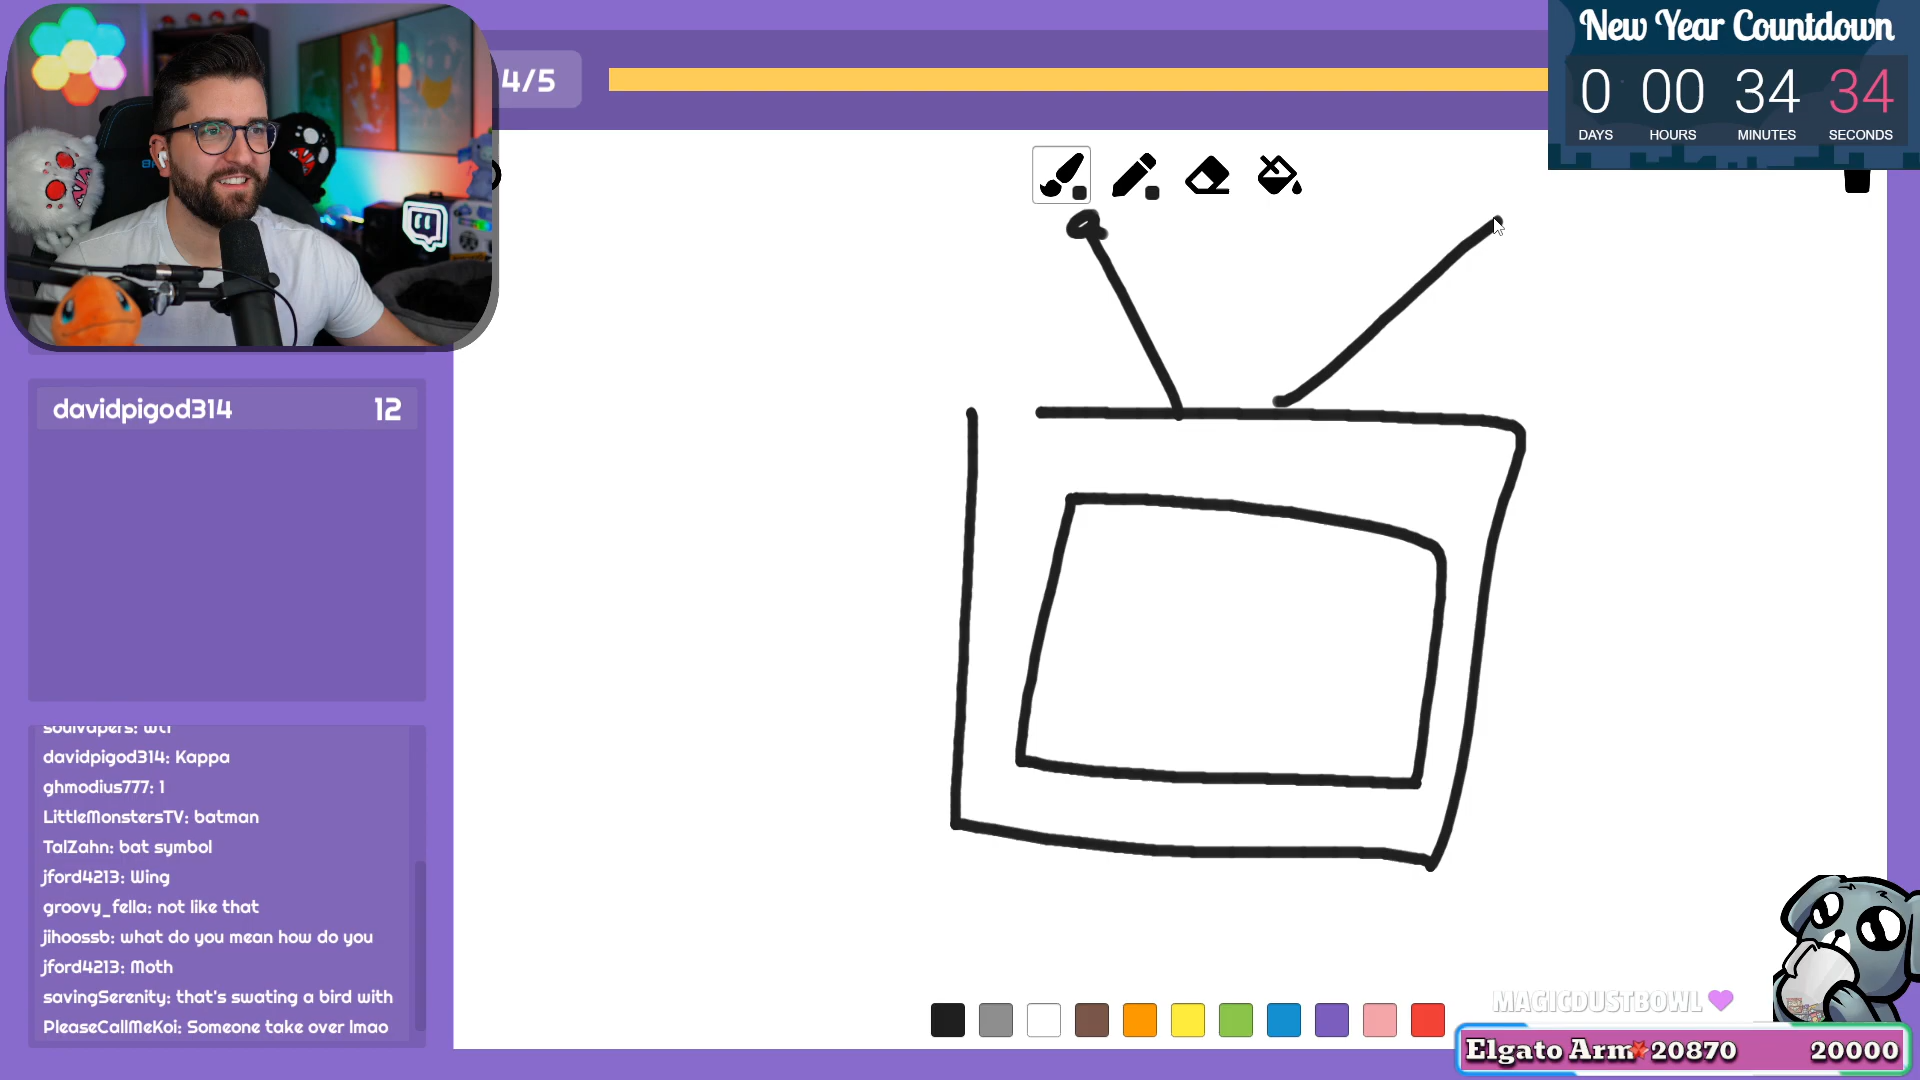 4/5
New Year Countdown
0 00 34 34
DAYS HOURS MINUTES SECONDS
davidpigod314 12
soulvapers: wtf
davidpigod314: Kappa
ghmodius777: 1
LittleMonstersTV: batman
TalZahn: bat symbol
jford4213: Wing
groovy_fella: not like that
jihoossb: what do you mean how do you
jford4213: Moth
savingSerenity: that's swating a bird with
PleaseCallMeKoi: Someone take over lmao
MAGICDUSTBOWL
Elgato Arm 20870 20000